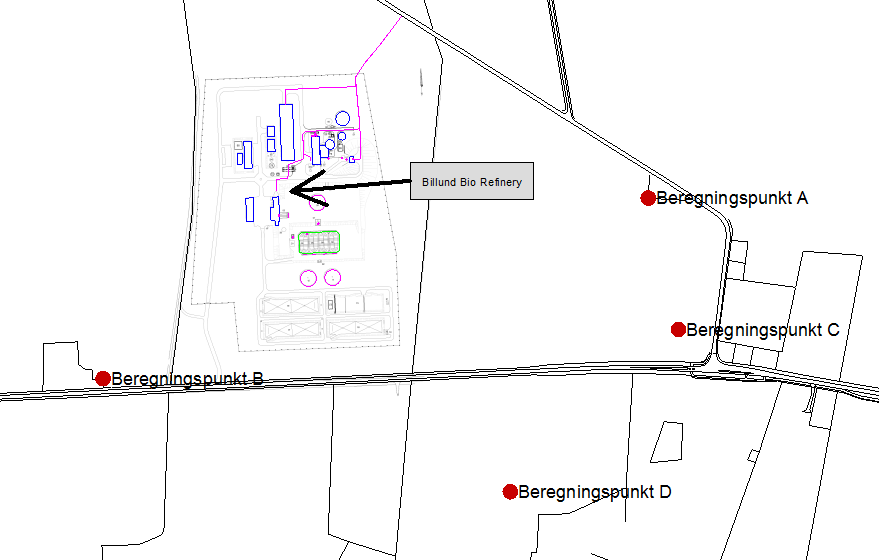 Billund Bio Refinery
Beregningspunkt A
Beregningspunkt C
Beregningspunkt B
Beregningspunkt D